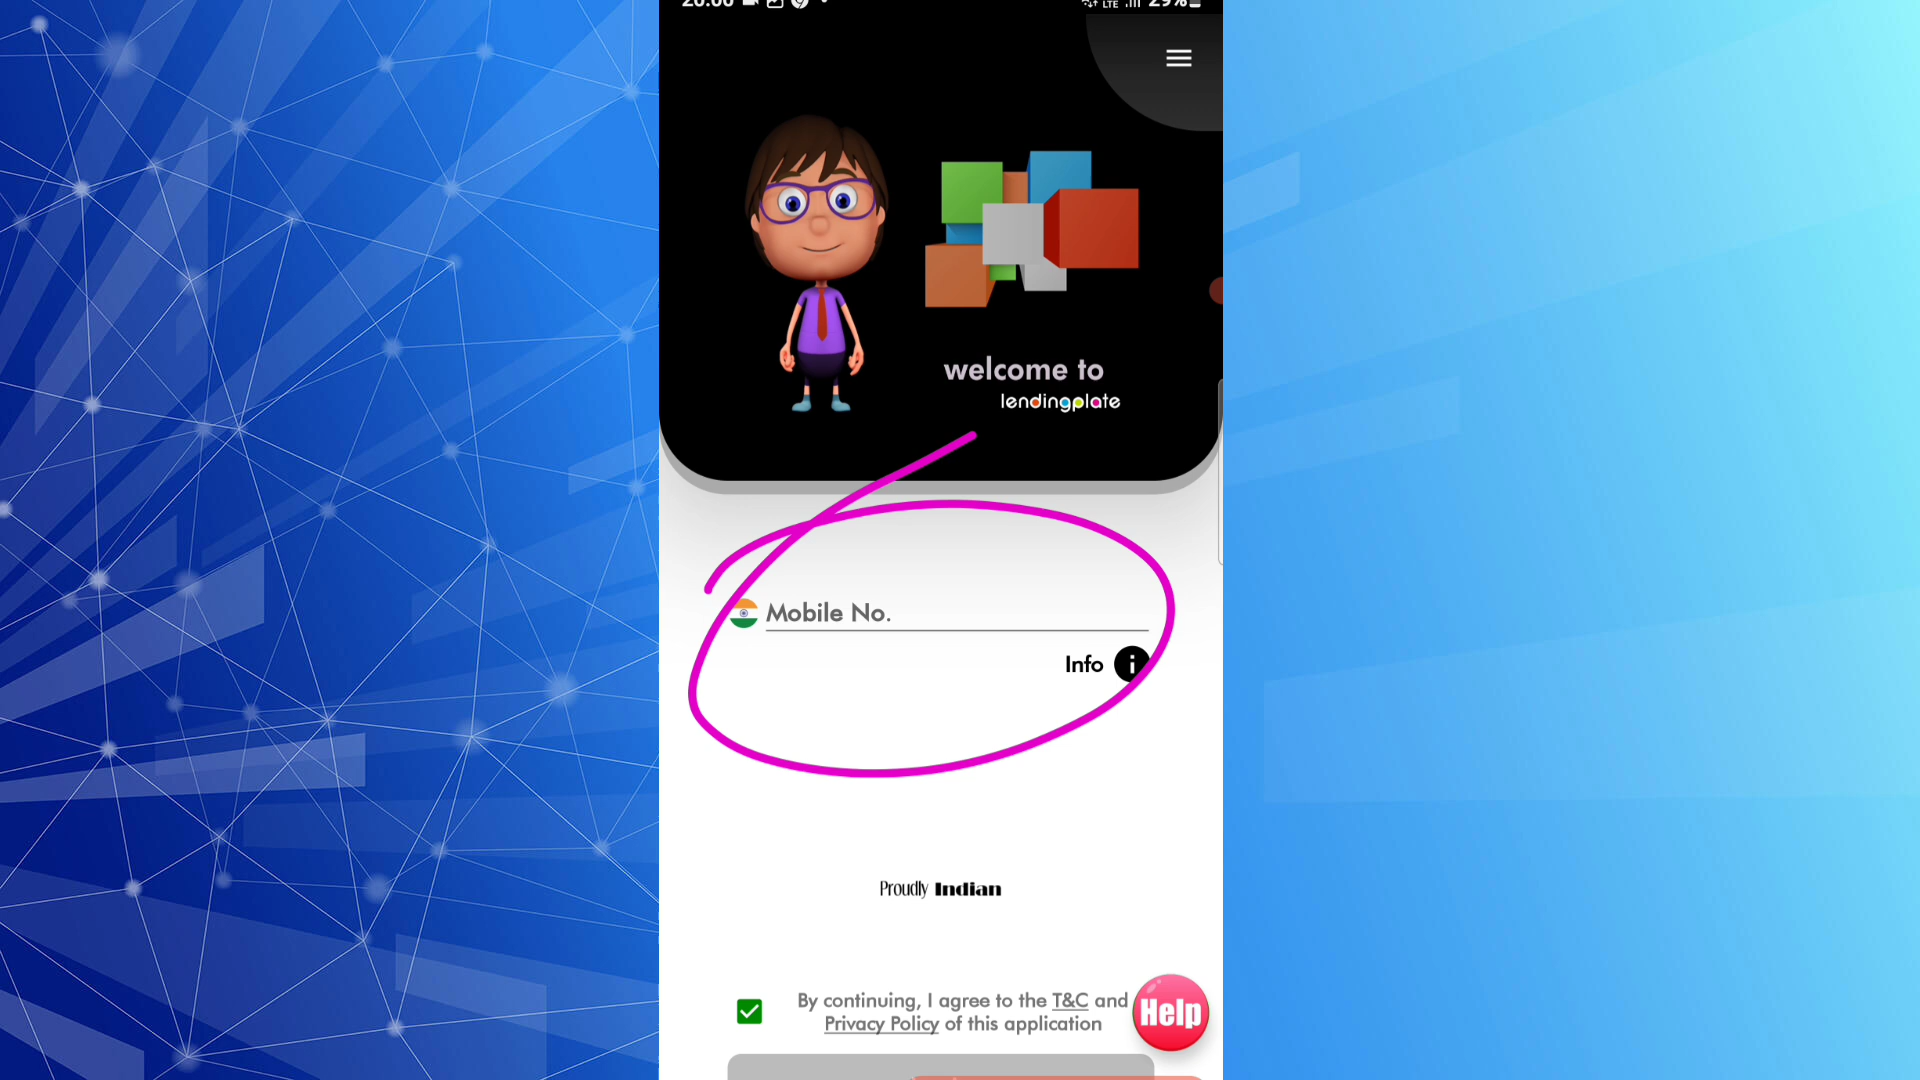 20:00 LTE 29%
welcome to
lendingplate
Mobile No.
Info i
Proudly Indian
By continuing, I agree to the T&C and
Privacy Policy of this application
Help